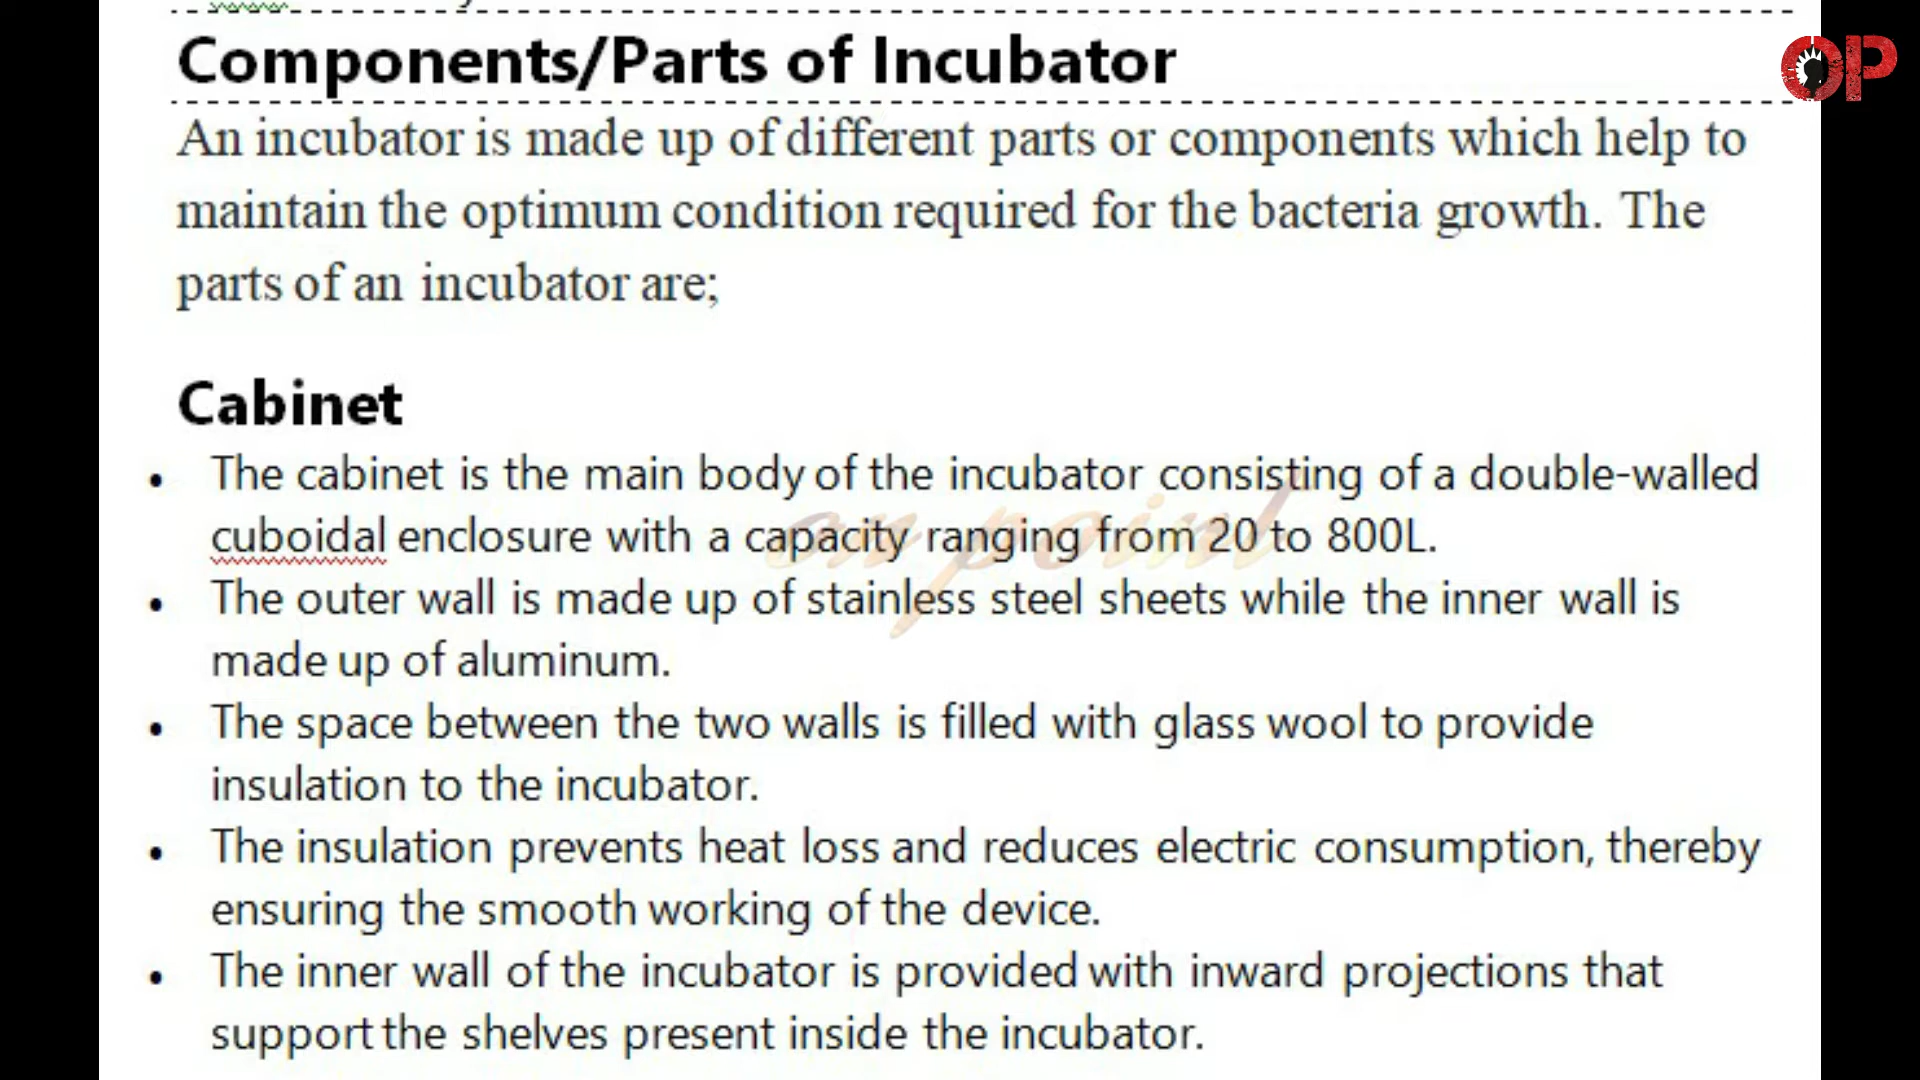 Components/Parts of Incubator
OP
An incubator is made up of different parts or components which help to
maintain the optimum condition required for the bacteria growth. The
parts of an incubator are;
Cabinet
• The cabinet is the main body of the incubator consisting of a double-walled
cuboidal enclosure with a capacity ranging from 20 to 800L.
on point
• The outer wall is made up of stainless steel sheets while the inner wall is
made up of aluminum.
• The space between the two walls is filled with glass wool to provide
insulation to the incubator.
• The insulation prevents heat loss and reduces electric consumption, thereby
ensuring the smooth working of the device.
• The inner wall of the incubator is provided with inward projections that
support the shelves present inside the incubator.